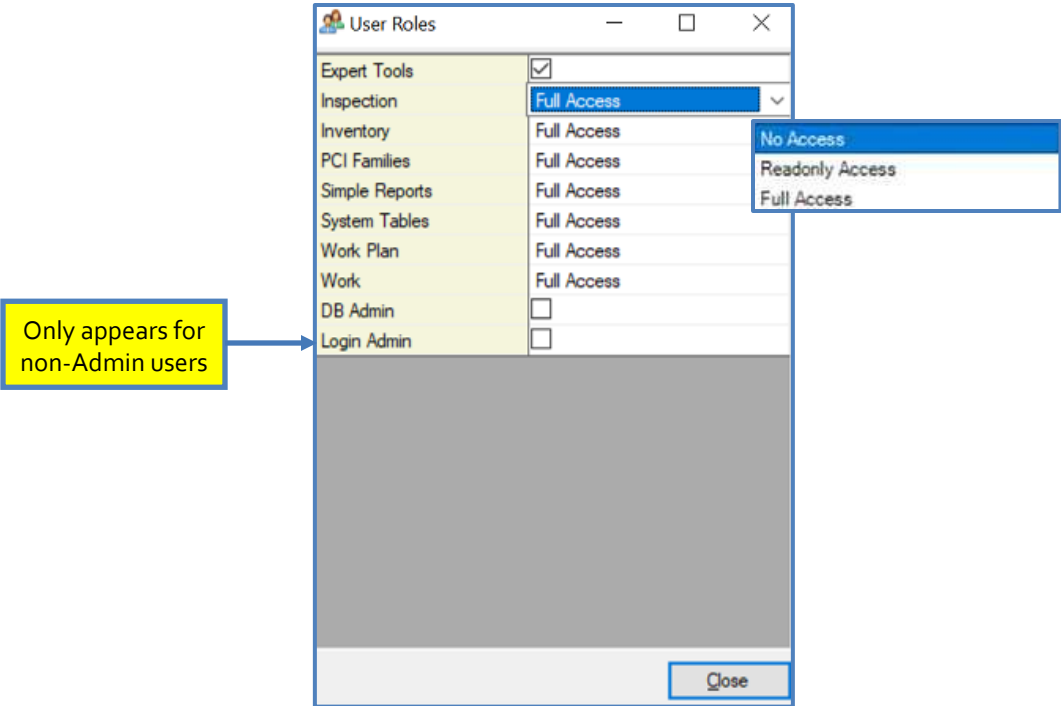 User Roles
Expert Tools
Inspection Full Access
Inventory Full Access
PCI Families Full Access
Simple Reports Full Access
System Tables Full Access
Work Plan Full Access
Work Full Access
DB Admin
Login Admin
No Access
Readonly Access
Full Access
Only appears for
non-Admin users
Close